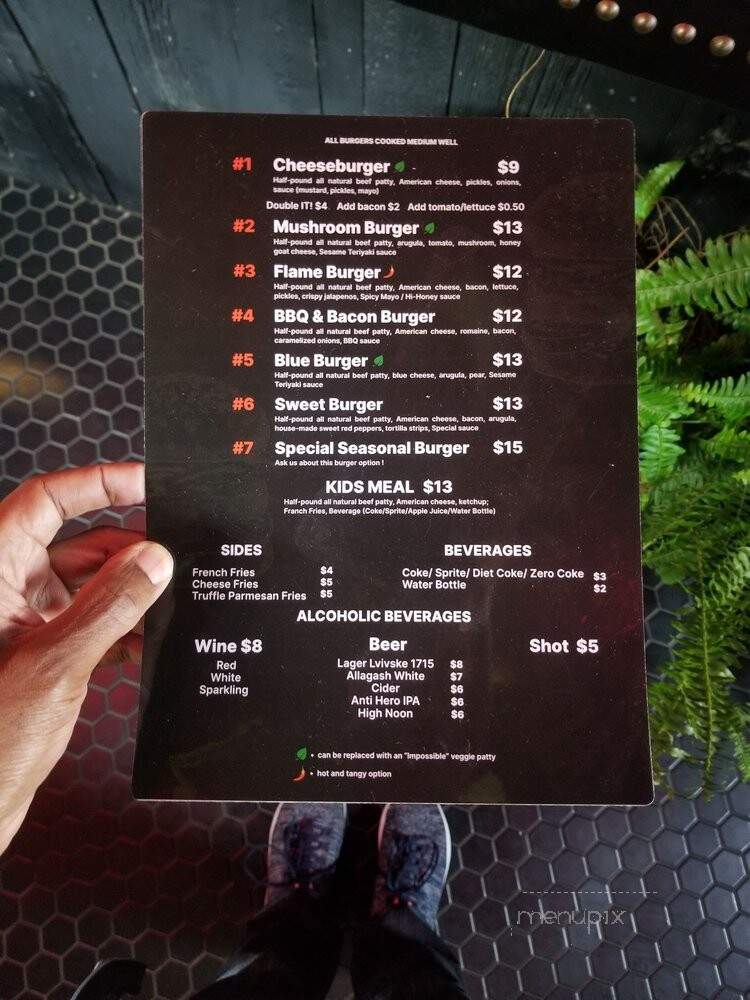 ALL BURGERS COOKED MEDIUM WELL
#1 Cheeseburger $9
Half-pound all natural beef patty, American cheese, pickles, onions,
sauce (mustard, pickles, mayo)
Double IT! $4 Add bacon $2 Add tomato/lettuce $0.50
#2 Mushroom Burger $13
Half-pound all natural beef patty, arugula, tomato, mushroom, honey
goat cheese, Sesame Teriyaki sauce
#3 Flame Burger $12
Half-pound all natural beef patty, American cheese, bacon, lettuce,
pickles, crispy jalapenos, Spicy Mayo / Hi-Honey sauce
#4 BBQ & Bacon Burger $12
Half-pound all natural beef patty, American cheese, romaine, bacon,
caramelized onions, BBQ sauce
#5 Blue Burger $13
Half-pound all natural beef patty, blue cheese, arugula, pear, Sesame
Teriyaki sauce
#6 Sweet Burger $13
Half-pound all natural beef patty, American cheese, bacon, arugula,
house-made sweet red peppers, tortilla strips, Special sauce
#7 Special Seasonal Burger $15
Ask us about this burger option !
KIDS MEAL $13
Half-pound all natural beef patty, American cheese, ketchup;
Franch Fries, Beverage (Coke/Sprite/Apple Juice/Water Bottle)
SIDES
French Fries $4
Cheese Fries $5
Truffle Parmesan Fries $5
BEVERAGES
Coke/ Sprite/ Diet Coke/ Zero Coke $3
Water Bottle $2
ALCOHOLIC BEVERAGES
Wine $8
Red
White
Sparkling
Beer
Lager Lvivske 1715 $8
Allagash White $7
Cider $6
Anti Hero IPA $6
High Noon $6
Shot $5
• can be replaced with an "Impossible" veggie patty
• hot and tangy option
menupix